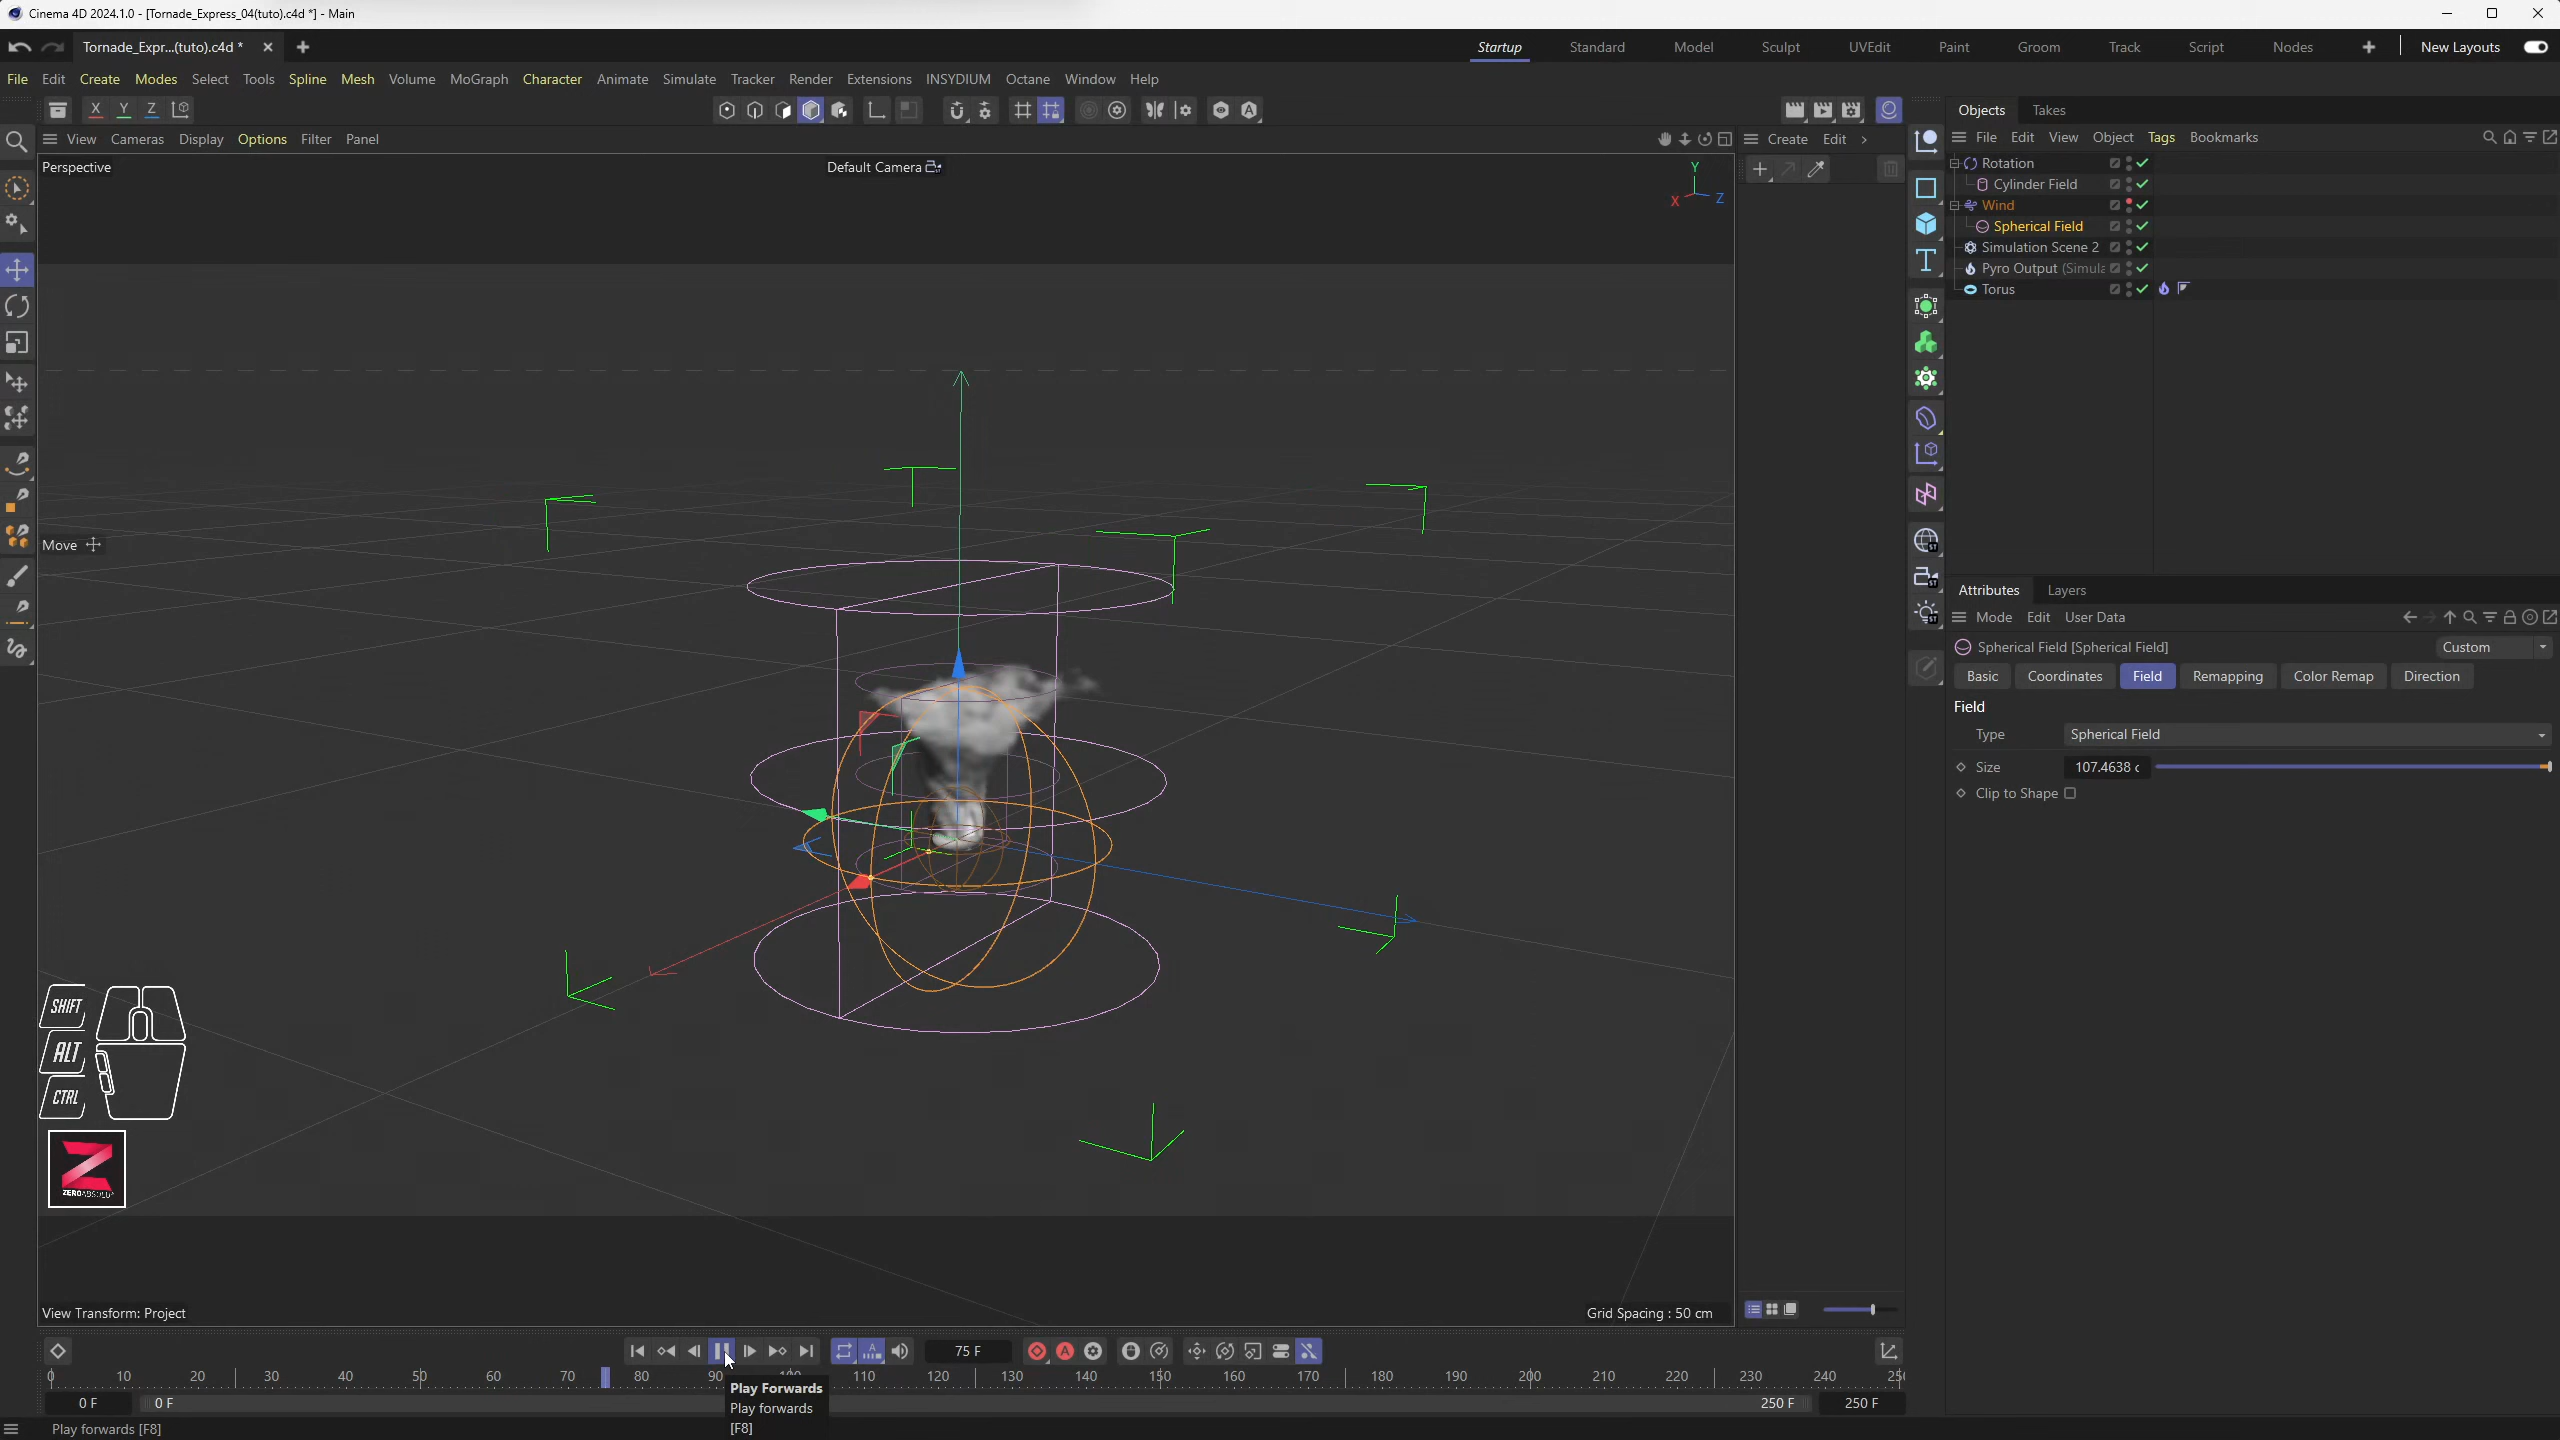 Cinema 4D 2024.1.0 - [Tornade_Express_04(tuto).c4d *] - Main
Tornade_Expr...(tuto).c4d *
Startup Standard Model Sculpt UVEdit Paint Groom Track Script Nodes New Layouts
File Edit Create Modes Select Tools Spline Mesh Volume MoGraph Character Animate Simulate Tracker Render Extensions INSYDIUM Octane Window Help
X Y Z
Objects Takes
View Cameras Display Options Filter Panel
Create Edit
File Edit View Object Tags Bookmarks
Perspective
Default Camera
Y
X Z
Rotation
Cylinder Field
Wind
Spherical Field
Simulation Scene 2
Pyro Output (Simula
Torus
Move
Attributes Layers
Mode Edit User Data
Spherical Field [Spherical Field]
Custom
Basic Coordinates Field Remapping Color Remap Direction
Field
Type Spherical Field
Size 107.4638 c
Clip to Shape
SHIFT
ALT
CTRL
ZEROABSOLU
View Transform: Project
Grid Spacing : 50 cm
75 F
0 10 20 30 40 50 60 70 80 90 110 120 130 140 150 160 170 180 190 200 210 220 230 240 25
0 F 0 F 250 F 250 F
Play Forwards
Play forwards
[F8]
Play forwards [F8]